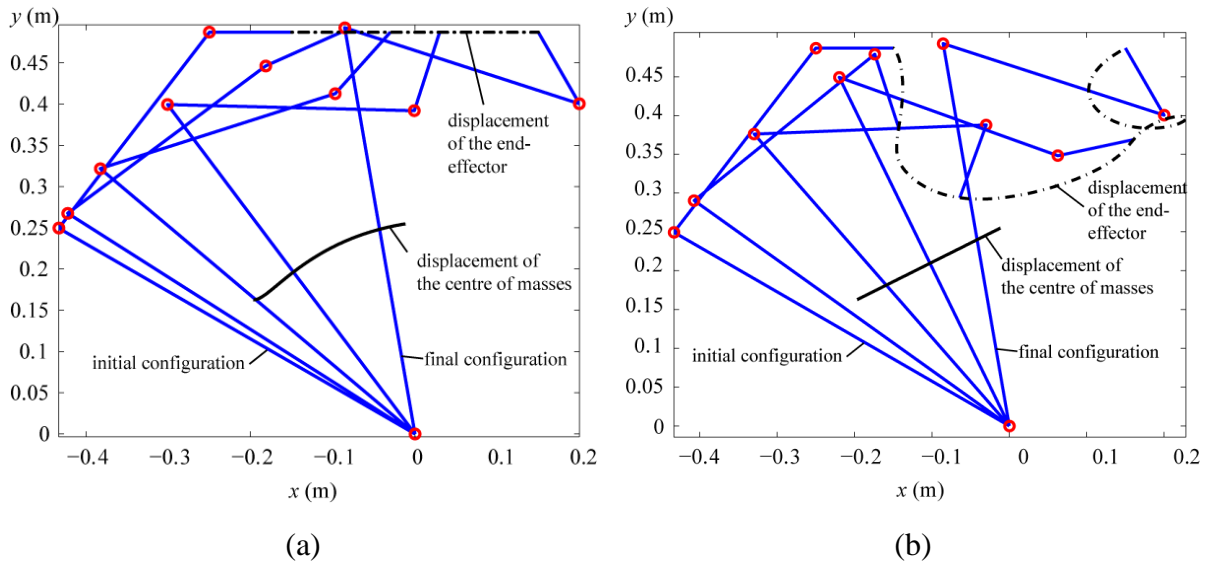 y (m)
0.45
0.4
0.35
0.3
0.25
0.2
0.15
0.1
0.05
0
displacement
of the end-
effector
displacement of
the centre of masses
initial configuration
final configuration
−0.4
−0.3
−0.2
−0.1
0
0.2
x (m)
(a)
y (m)
0.45
0.4
0.35
0.3
0.25
0.2
0.15
0.1
0.05
0
displacement
of the end-
effector
displacement of
the centre of masses
initial configuration
final configuration
−0.4
−0.3
−0.2
−0.1
0
0.1
0.2
x (m)
(b)